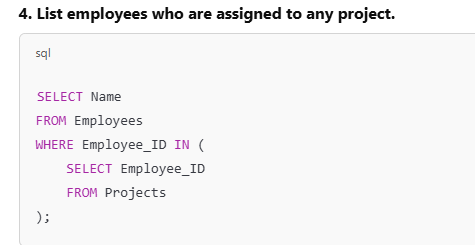 4. List employees who are assigned to any project.
sql
SELECT Name
FROM Employees
WHERE Employee_ID IN (
    SELECT Employee_ID
    FROM Projects
);